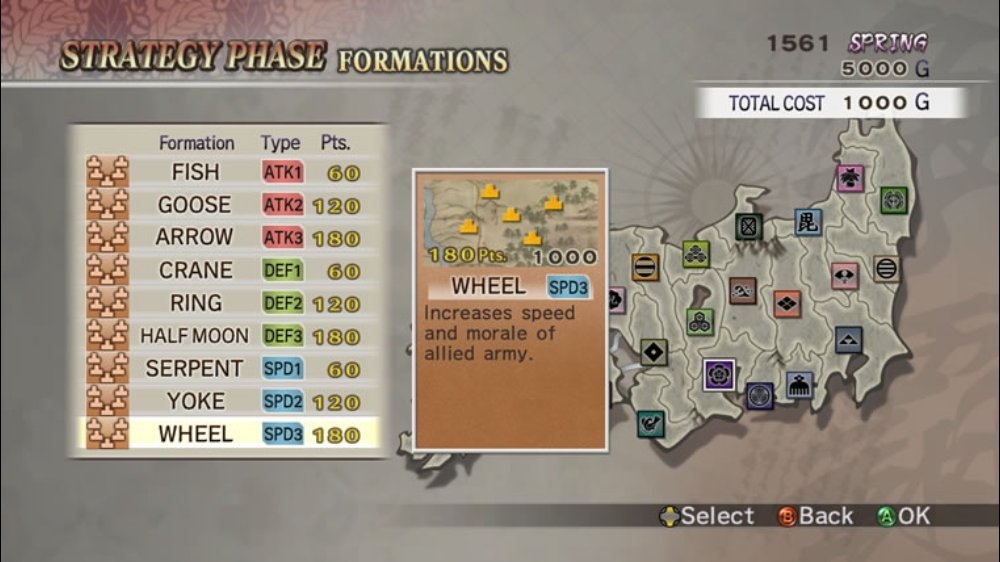 STRATEGY PHASE FORMATIONS
1561 SPRING
5000 G
TOTAL COST 1000 G
Formation Type Pts.
FISH ATK1 60
GOOSE ATK2 120
ARROW ATK3 180
CRANE DEF1 60
RING DEF2 120
HALF MOON DEF3 180
SERPENT SPD1 60
YOKE SPD2 120
WHEEL SPD3 180
180 Pts. 1000
WHEEL SPD3
Increases speed
and morale of
allied army.
毘
Select B Back A OK